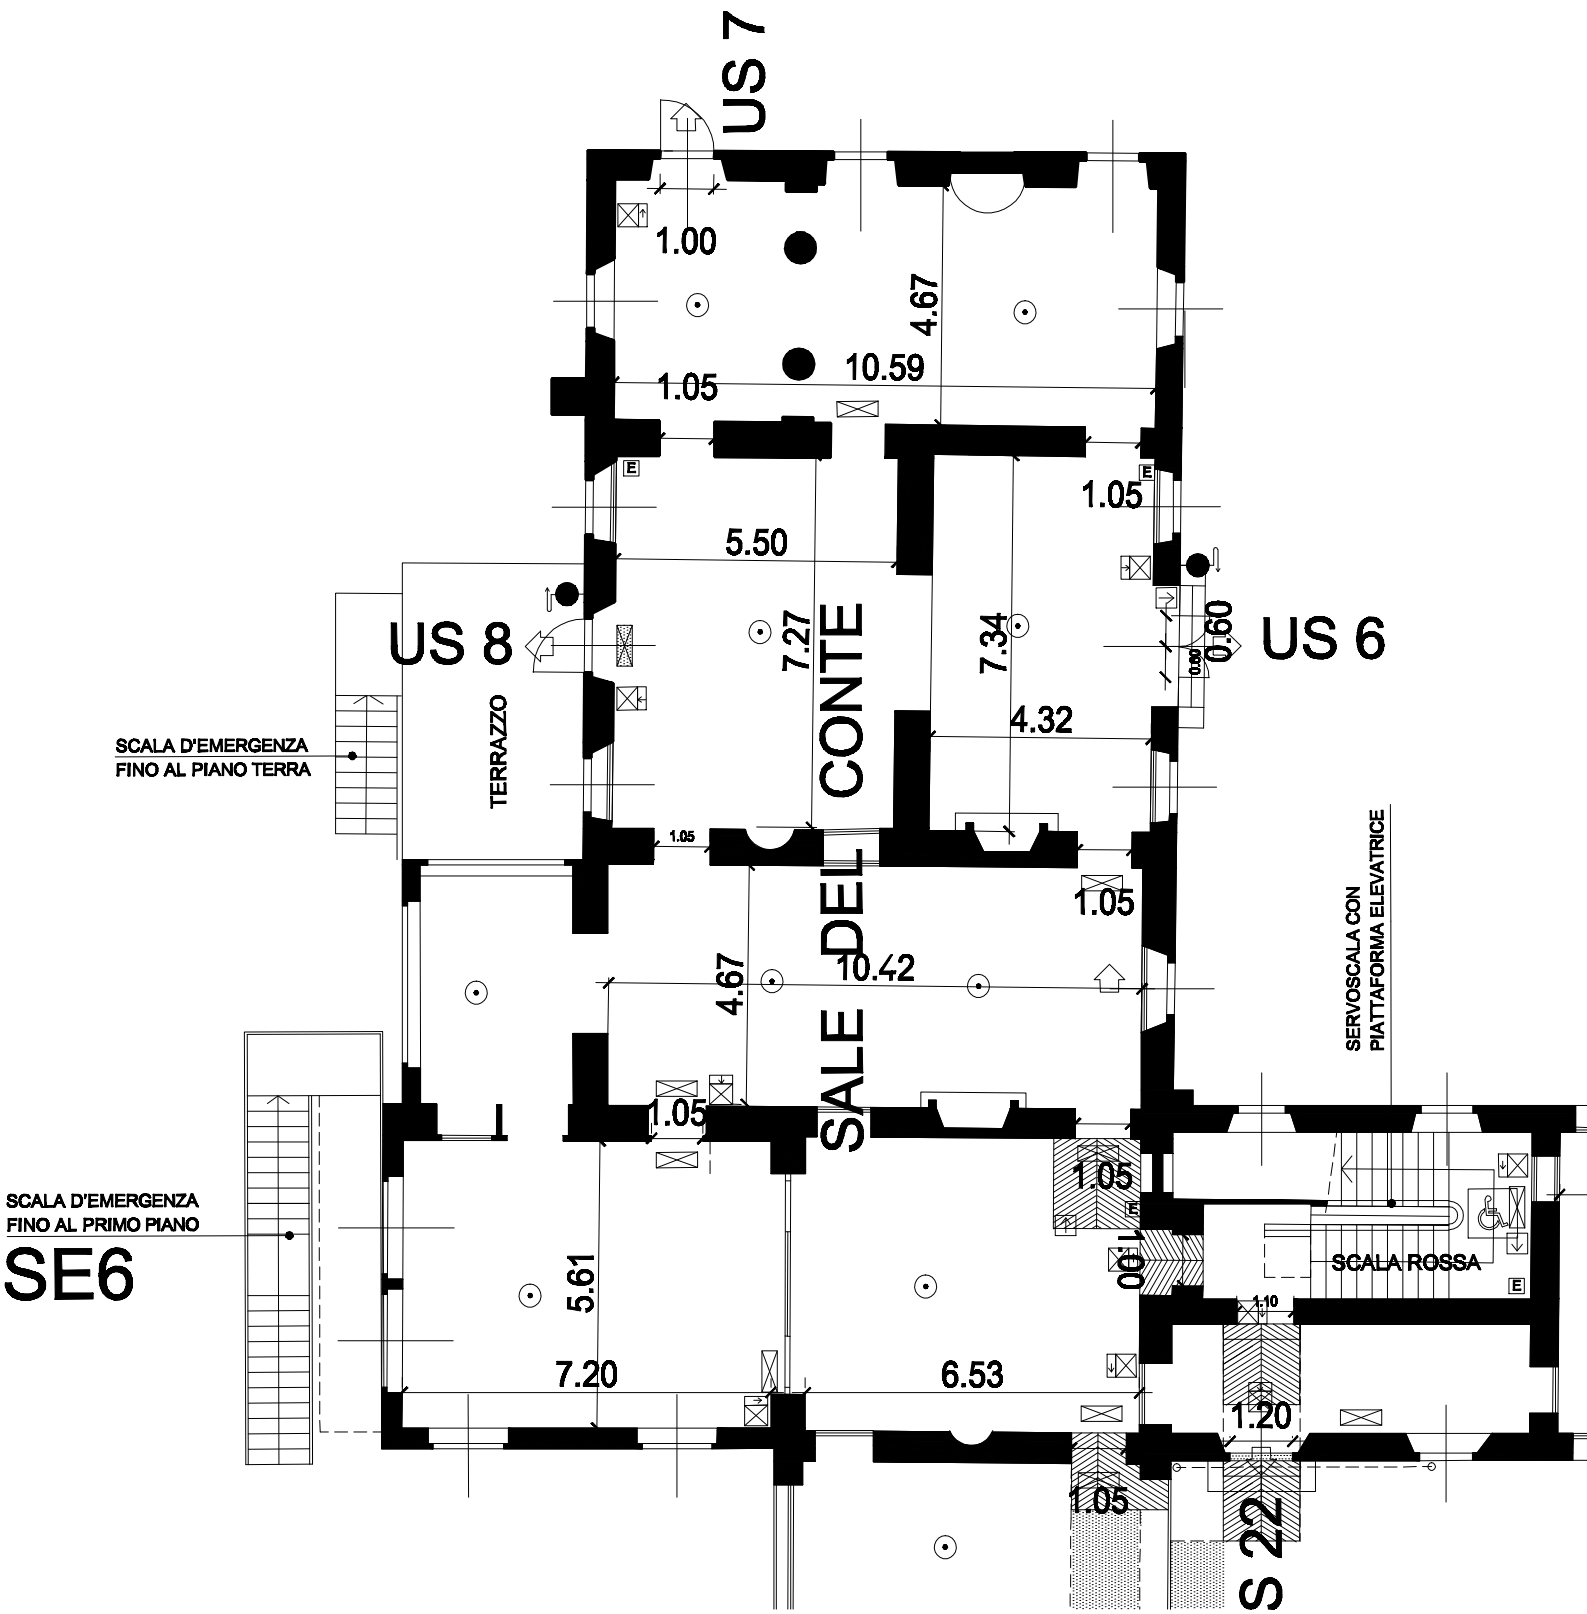 US 7
1.00
4.67
10.59
1.05
E
E
1.05
5.50
7.27
7.34
0.60
0.60
US 6
US 8
TERRAZZO
4.32
SCALA D'EMERGENZA
FINO AL PIANO TERRA
SALE DEL CONTE
1.05
1.05
SERVOSCALA CON
PIATTAFORMA ELEVATRICE
4.67
10.42
1.05
1.05
E
SCALA D'EMERGENZA
FINO AL PRIMO PIANO
SE6
5.61
1.00
SCALA ROSSA
E
1.10
7.20
6.53
1.20
1.05
S 22